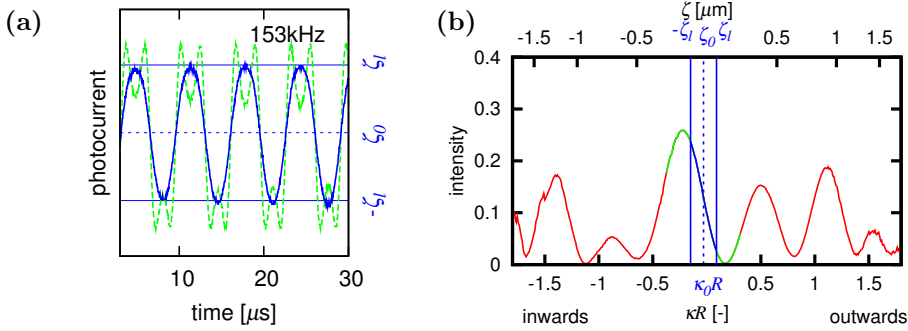 (a)
153kHz
photocurrent
ζl
ζ0
-ζl
10 20 30
time [μs]
(b)
ζ [μm]
-ζl ζ0 ζl
-1.5 -1 -0.5 0.5 1 1.5
intensity
0.4
0.3
0.2
0.1
0
-1.5 -1 -0.5 κ0R 0.5 1 1.5
inwards κR [-] outwards